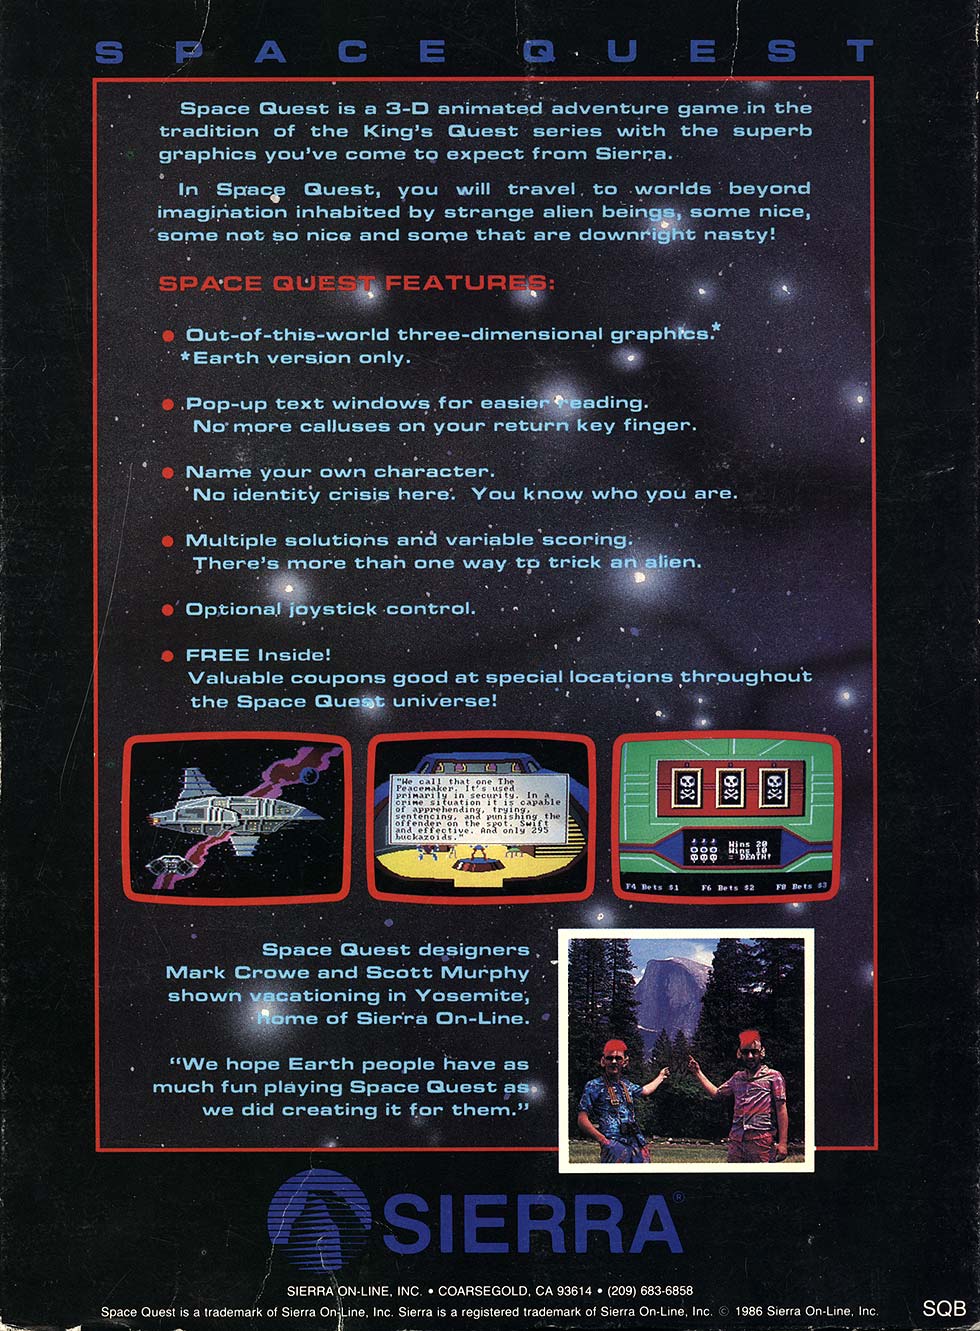 SPACE QUEST
Space Quest is a 3-D animated adventure game in the
tradition of the King's Quest series with the superb
graphics you've come to expect from Sierra.
In Space Quest, you will travel to worlds beyond
imagination inhabited by strange alien beings, some nice,
some not so nice and some that are downright nasty!
SPACE QUEST FEATURES:
● Out-of-this-world three-dimensional graphics.*
*Earth version only.
● Pop-up text windows for easier reading.
No more calluses on your return key finger.
● Name your own character.
No identity crisis here. You know who you are.
● Multiple solutions and variable scoring.
There's more than one way to trick an alien.
● Optional joystick control.
● FREE Inside!
Valuable coupons good at special locations throughout
the Space Quest universe!
"We call that one The
Peacemaker. It's used
primarily in security. In a
crime situation it is capable
of apprehending, trying,
sentencing, and punishing the
offender on the spot. Swift
and effective. And only 295
buckazoids."
Wins 20
Wins 10
= DEATH!
F4 Bets $1 F6 Bets $2 F8 Bets $3
Space Quest designers
Mark Crowe and Scott Murphy
shown vacationing in Yosemite,
home of Sierra On-Line.
"We hope Earth people have as
much fun playing Space Quest as
we did creating it for them."
SIERRA®
SIERRA ON-LINE, INC. • COARSEGOLD, CA 93614 • (209) 683-6858
Space Quest is a trademark of Sierra On-Line, Inc. Sierra is a registered trademark of Sierra On-Line, Inc. © 1986 Sierra On-Line, Inc.
SQB